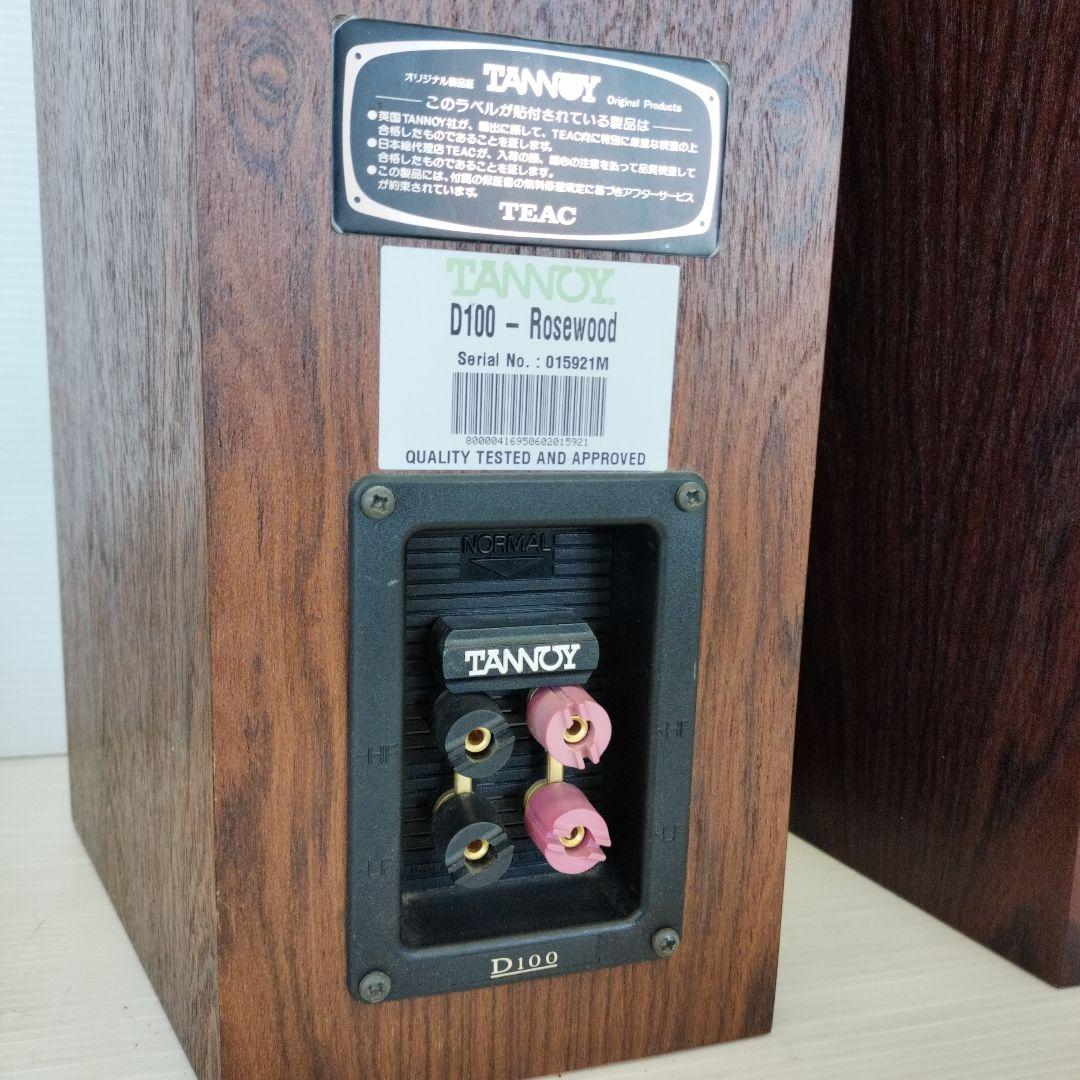 オリジナル製品証 TANNOY Original Products
このラベルが貼付されている製品は
●英国TANNOY社が、輸出に際して、TEAC向に特別に厳重な検査の上
合格したものであることを証します。
●日本総代理店TEACが、入荷の際、細心の注意を払って品質検査して
合格したものであることを証します。
●この製品には、付属の保証書の無料修理規定に基づきアフターサービス
が約束されています。
TEAC
TANNOY®
D100 - Rosewood
Serial No. : 015921M
80000416950602015921
QUALITY TESTED AND APPROVED
NORMAL
TANNOY
-HF
+HF
-LF
+LF
D100